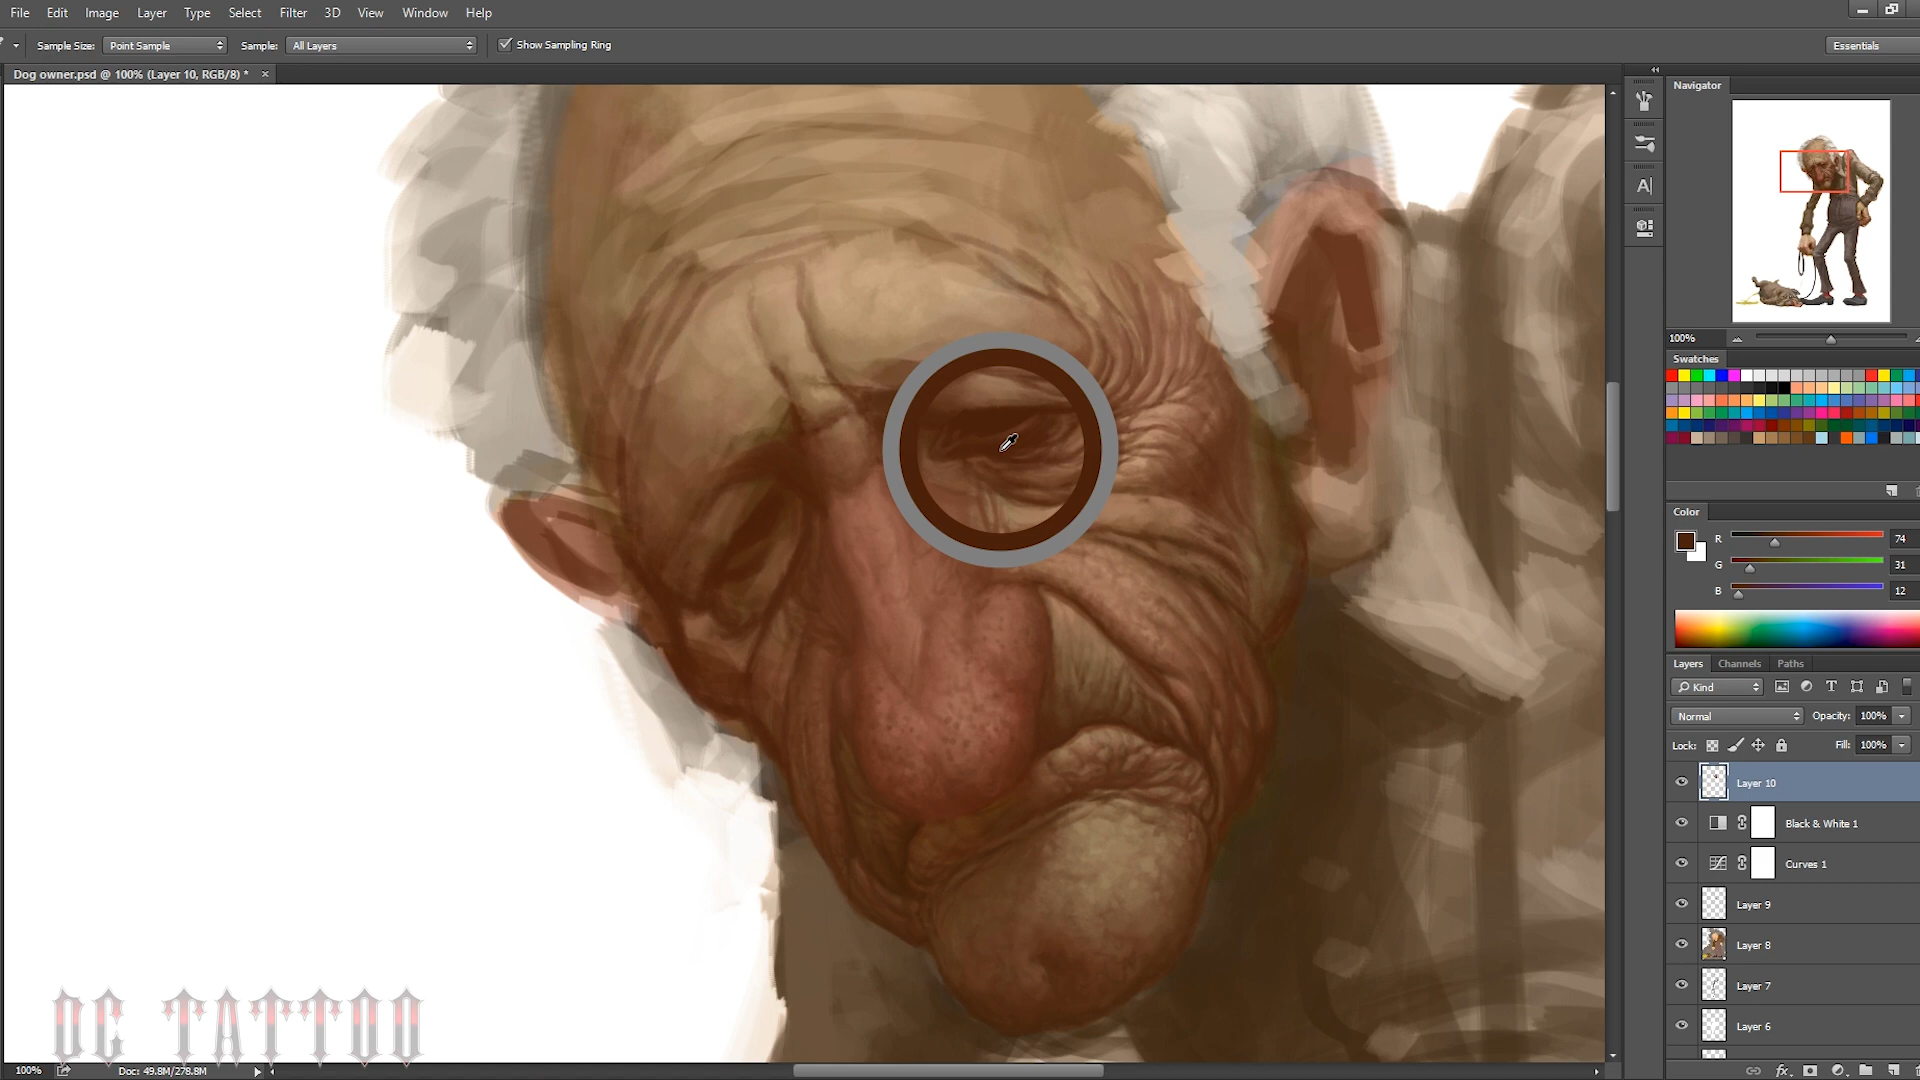 File Edit Image Layer Type Select Filter 3D View Window Help
Sample Size: Point Sample Sample: All Layers Show Sampling Ring Essentials
Dog owner.psd @ 100% (Layer 10, RGB/8) * ×
Navigator
100%
Swatches
Color
R 74
G 31
B 12
Layers Channels Paths
Kind
Normal Opacity: 100%
Lock: Fill: 100%
Layer 10
Black & White 1
Curves 1
Layer 9
Layer 8
Layer 7
Layer 6
OC TATTOO
100% Doc: 49.8M/278.8M